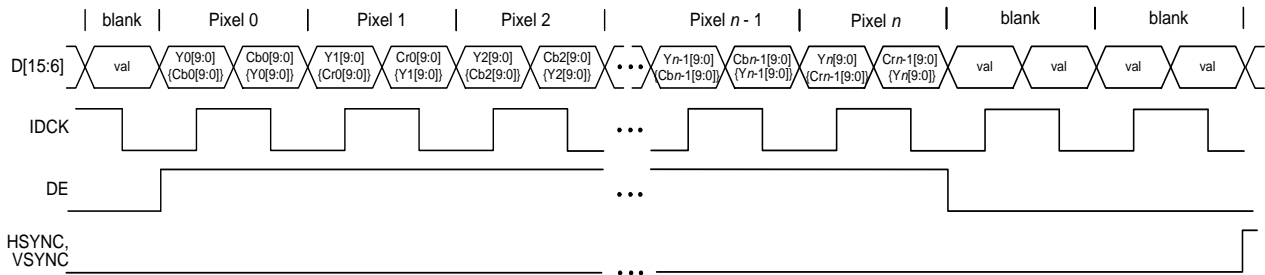 blank Pixel 0 Pixel 1 Pixel 2 Pixel n - 1 Pixel n blank blank
D[15:6] val Y0[9:0] Cb0[9:0] Y1[9:0] Cr0[9:0] Y2[9:0] Cb2[9:0] ••• Yn-1[9:0] Cbn-1[9:0] Yn[9:0] Crn-1[9:0] val val val val
{Cb0[9:0]} {Y0[9:0]} {Cr0[9:0]} {Y1[9:0]} {Cb2[9:0]} {Y2[9:0]} {Cbn-1[9:0]} {Yn-1[9:0]} {Crn-1[9:0]} {Yn[9:0]}
IDCK •••
DE •••
HSYNC,
VSYNC •••